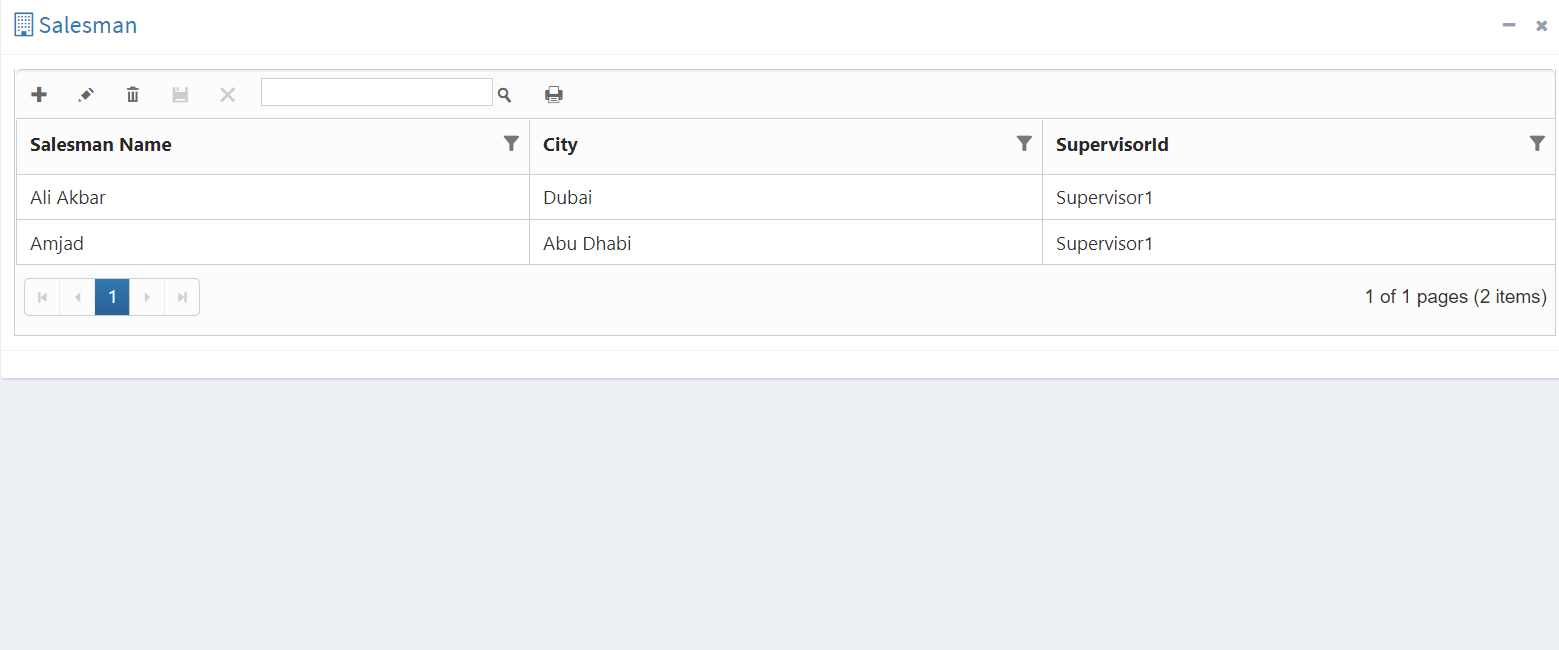 Salesman
Salesman Name City SupervisorId
Ali Akbar Dubai Supervisor1
Amjad Abu Dhabi Supervisor1
1 1 of 1 pages (2 items)